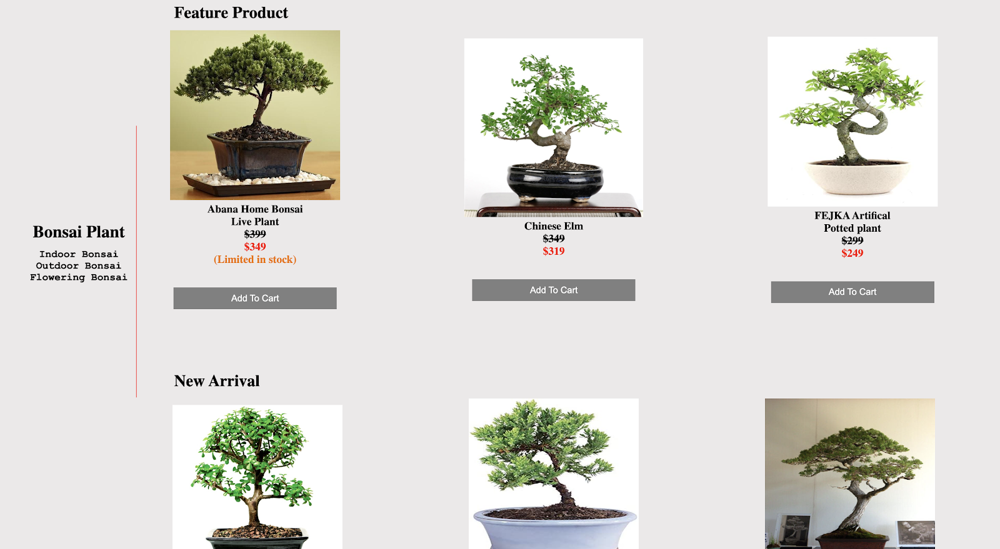 Feature Product
Bonsai Plant
Indoor Bonsai
Outdoor Bonsai
Flowering Bonsai
Abana Home Bonsai
Live Plant
$399
$349
(Limited in stock)
Add To Cart
Chinese Elm
$349
$319
Add To Cart
FEJKA Artifical
Potted plant
$299
$249
Add To Cart
New Arrival